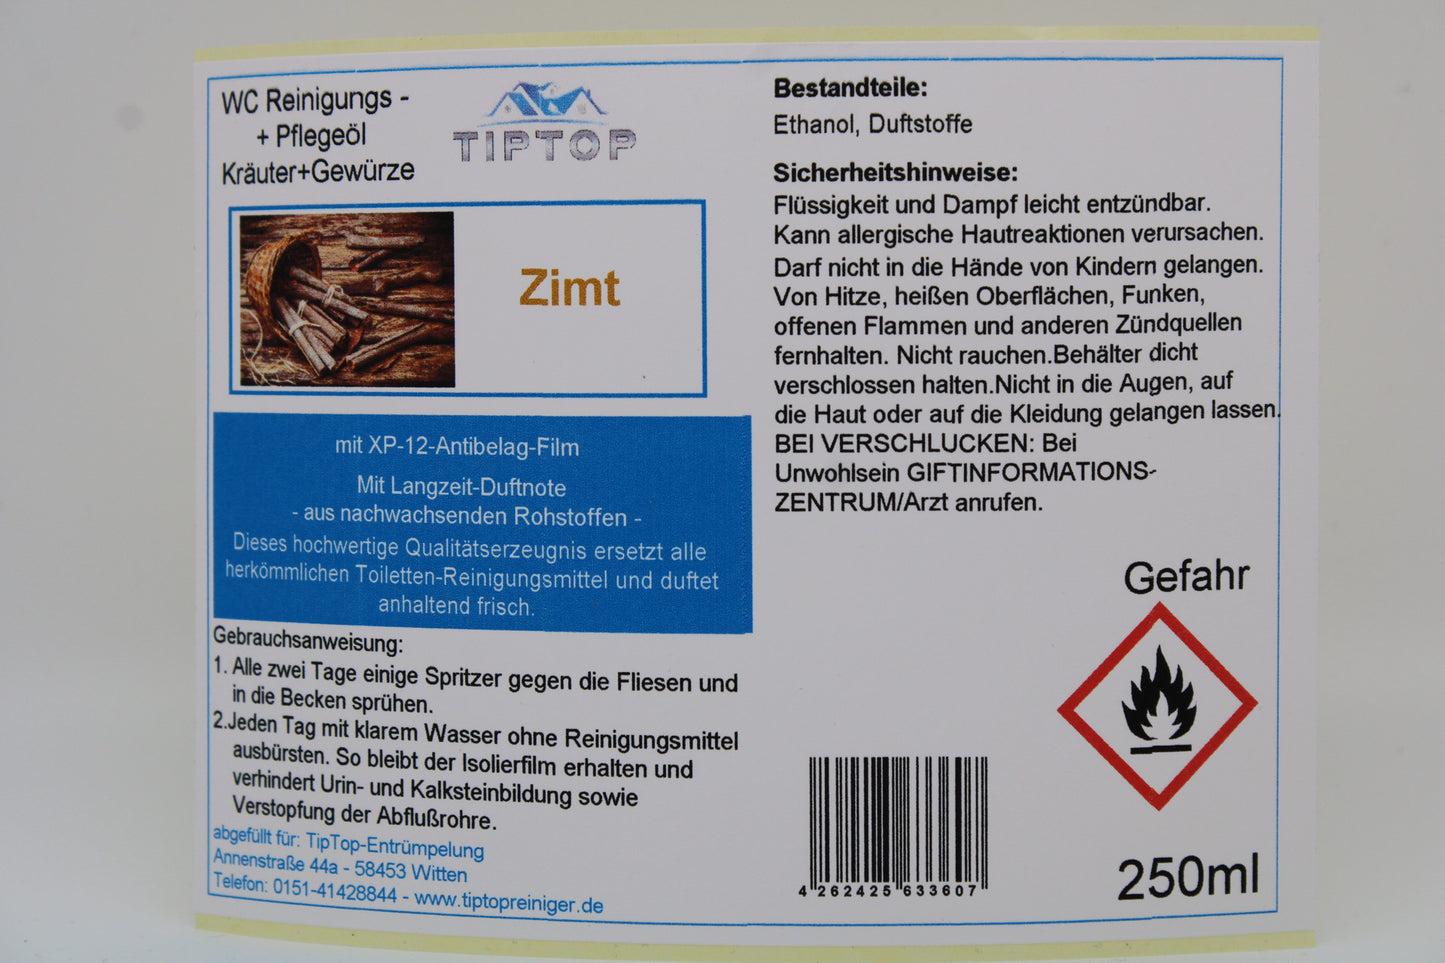 WC Reinigungs -
+ Pflegeöl
Kräuter+Gewürze
TIPTOP
Zimt
mit XP-12-Antibelag-Film
Mit Langzeit-Duftnote
- aus nachwachsenden Rohstoffen -
Dieses hochwertige Qualitätserzeugnis ersetzt alle
herkömmlichen Toiletten-Reinigungsmittel und duftet
anhaltend frisch.
Gebrauchsanweisung:
1. Alle zwei Tage einige Spritzer gegen die Fliesen und
in die Becken sprühen.
2.Jeden Tag mit klarem Wasser ohne Reinigungsmittel
ausbürsten. So bleibt der Isolierfilm erhalten und
verhindert Urin- und Kalksteinbildung sowie
Verstopfung der Abflußrohre.
abgefüllt für: TipTop-Entrümpelung
Annenstraße 44a - 58453 Witten
Telefon: 0151-41428844 - www.tiptopreiniger.de
Bestandteile:
Ethanol, Duftstoffe
Sicherheitshinweise:
Flüssigkeit und Dampf leicht entzündbar.
Kann allergische Hautreaktionen verursachen.
Darf nicht in die Hände von Kindern gelangen.
Von Hitze, heißen Oberflächen, Funken,
offenen Flammen und anderen Zündquellen
fernhalten. Nicht rauchen.Behälter dicht
verschlossen halten.Nicht in die Augen, auf
die Haut oder auf die Kleidung gelangen lassen.
BEI VERSCHLUCKEN: Bei
Unwohlsein GIFTINFORMATIONS-
ZENTRUM/Arzt anrufen.
Gefahr
4 262425 633607
250ml